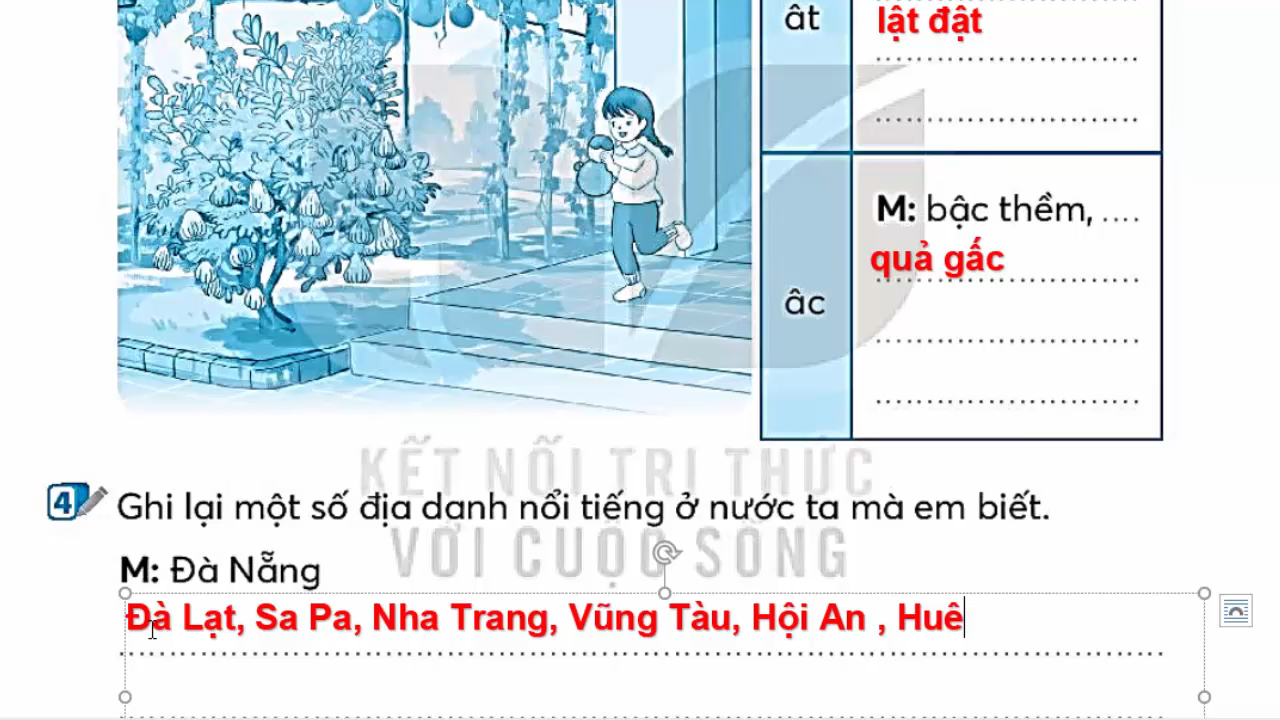 ât
lật đật
M: bậc thềm, ....
quả gấc
âc
KẾT NỐI TRI THỨC
VỚI CUỘC SỐNG
4 Ghi lại một số địa danh nổi tiếng ở nước ta mà em biết.
M: Đà Nẵng
Đà Lạt, Sa Pa, Nha Trang, Vũng Tàu, Hội An , Huê